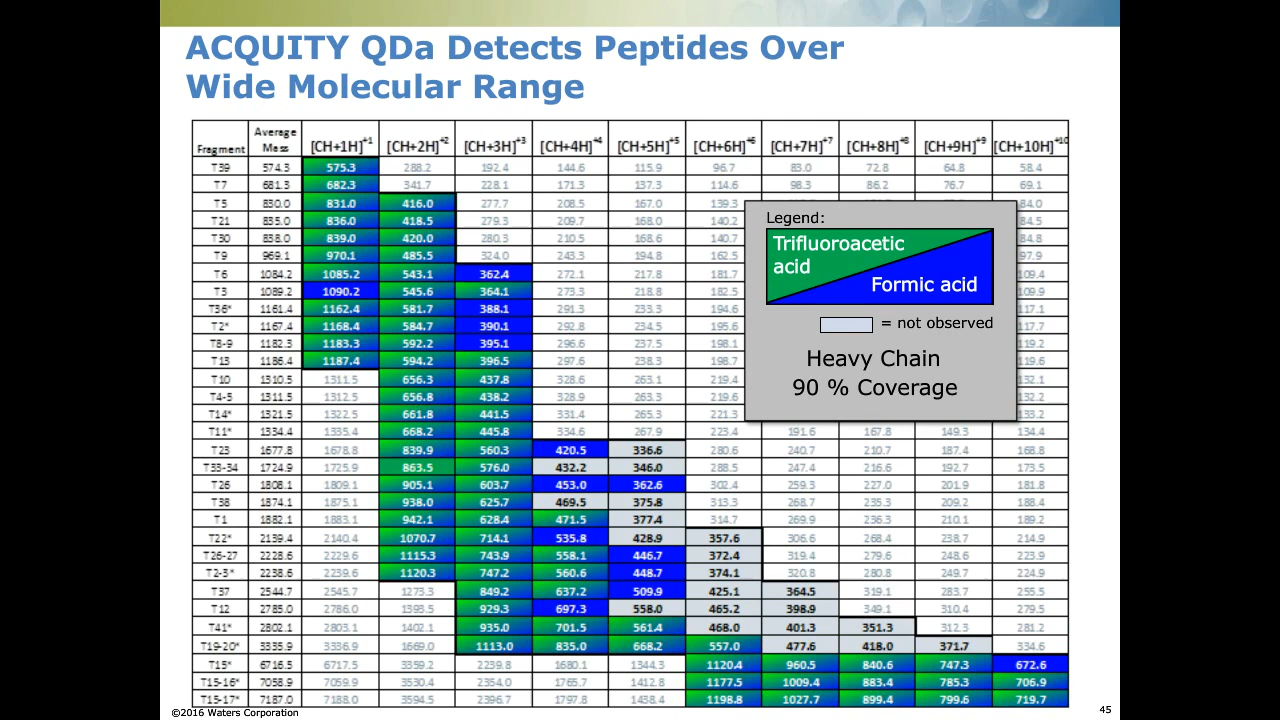 ACQUITY QDa Detects Peptides Over
Wide Molecular Range
Fragment Average Mass [CH+1H]+1 [CH+2H]+2 [CH+3H]+3 [CH+4H]+4 [CH+5H]+5 [CH+6H]+6 [CH+7H]+7 [CH+8H]+8 [CH+9H]+9 [CH+10H]+10
T39 574.3 575.3 288.2 192.4 144.6 115.9 96.7 83.0 72.8 64.8 58.4
T7 681.3 682.3 341.7 228.1 171.3 137.3 114.6 98.3 86.2 76.7 69.1
T5 830.0 831.0 416.0 277.7 208.5 167.0 139.3 84.0
T21 835.0 836.0 418.5 279.3 209.7 168.0 140.2 84.5
T30 838.0 839.0 420.0 280.3 210.5 168.6 140.7 84.8
T9 969.1 970.1 485.5 324.0 243.3 194.8 162.5 97.9
T6 1084.2 1085.2 543.1 362.4 272.1 217.8 181.7 109.4
T3 1089.2 1090.2 545.6 364.1 273.3 218.8 182.5 109.9
T36* 1161.4 1162.4 581.7 388.1 291.3 233.3 194.6 117.1
T2* 1167.4 1168.4 584.7 390.1 292.8 234.5 195.6 117.7
T8-9 1182.3 1183.3 592.2 395.1 296.6 237.5 198.1 119.2
T13 1186.4 1187.4 594.2 396.5 297.6 238.3 198.7 119.6
T10 1310.5 1311.5 656.3 437.8 328.6 263.1 219.4 132.1
T4-5 1311.5 1312.5 656.8 438.2 328.9 263.3 219.6 132.2
T14* 1321.5 1322.5 661.8 441.5 331.4 265.3 221.3 133.2
T11* 1334.4 1335.4 668.2 445.8 334.6 267.9 223.4 191.6 167.8 149.3 134.4
T23 1677.8 1678.8 839.9 560.3 420.5 336.6 280.6 240.7 210.7 187.4 168.8
T33-34 1724.9 1725.9 863.5 576.0 432.2 346.0 288.5 247.4 216.6 192.7 173.5
T26 1808.1 1809.1 905.1 603.7 453.0 362.6 302.4 259.3 227.0 201.9 181.8
T38 1874.1 1875.1 938.0 625.7 469.5 375.8 313.3 268.7 235.3 209.2 188.4
T1 1882.1 1883.1 942.1 628.4 471.5 377.4 314.7 269.9 236.3 210.1 189.2
T22* 2139.4 2140.4 1070.7 714.1 535.8 428.9 357.6 306.6 268.4 238.7 214.9
T26-27 2228.6 2229.6 1115.3 743.9 558.1 446.7 372.4 319.4 279.6 248.6 223.9
T2-3* 2238.6 2239.6 1120.3 747.2 560.6 448.7 374.1 320.8 280.8 249.7 224.9
T37 2544.7 2545.7 1273.3 849.2 637.2 509.9 425.1 364.5 319.1 283.7 255.5
T12 2785.0 2786.0 1393.5 929.3 697.3 558.0 465.2 398.9 349.1 310.4 279.5
T41* 2802.1 2803.1 1402.1 935.0 701.5 561.4 468.0 401.3 351.3 312.3 281.2
T19-20* 3335.9 3336.9 1669.0 1113.0 835.0 668.2 557.0 477.6 418.0 371.7 334.6
T15* 6716.5 6717.5 3359.2 2239.8 1680.1 1344.3 1120.4 960.5 840.6 747.3 672.6
T15-16* 7058.9 7059.9 3530.4 2354.0 1765.7 1412.8 1177.5 1009.4 883.4 785.3 706.9
T15-17* 7187.0 7188.0 3594.5 2396.7 1797.8 1438.4 1198.8 1027.7 899.4 799.6 719.7
Legend:
Trifluoroacetic
acid
Formic acid
= not observed
Heavy Chain
90 % Coverage
©2016 Waters Corporation
45